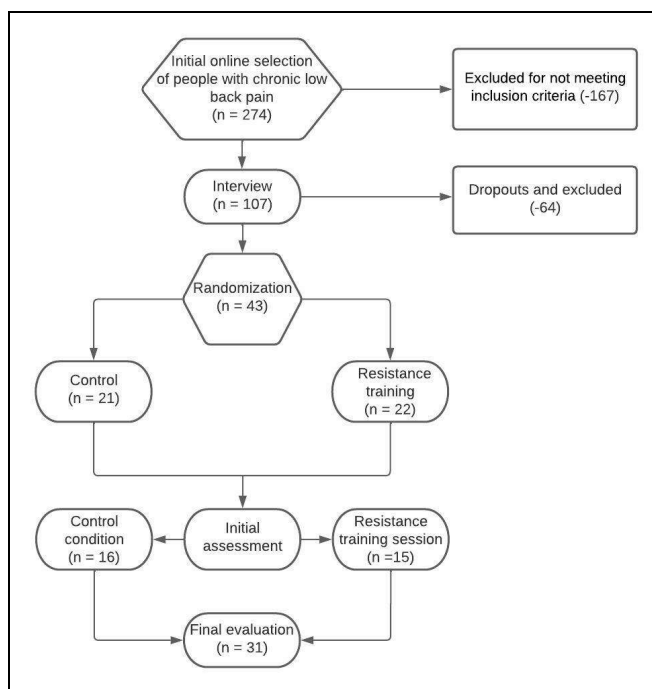 Initial online selection
of people with chronic low
back pain
(n = 274)
Excluded for not meeting
inclusion criteria (-167)
Interview
(n = 107)
Dropouts and excluded
(-64)
Randomization
(n = 43)
Control
(n = 21)
Resistance
training
(n = 22)
Control
condition
(n = 16)
Initial
assessment
Resistance
training session
(n =15)
Final evaluation
(n = 31)